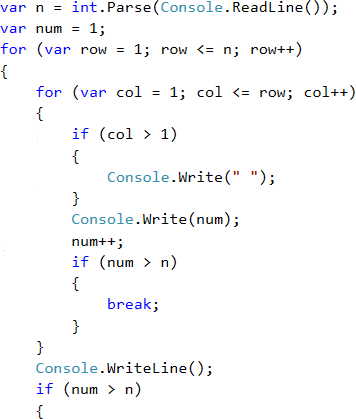 var n = int.Parse(Console.ReadLine());
var num = 1;
for (var row = 1; row <= n; row++)
{
    for (var col = 1; col <= row; col++)
    {
        if (col > 1)
        {
            Console.Write(" ");
        }
        Console.Write(num);
        num++;
        if (num > n)
        {
            break;
        }
    }
    Console.WriteLine();
    if (num > n)
    {